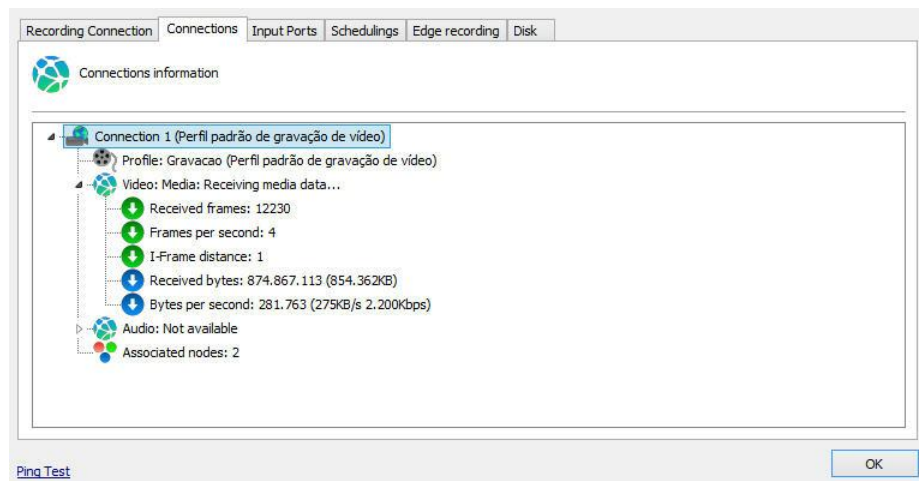 Recording Connection Connections Input Ports Schedulings Edge recording Disk
Connections information
Connection 1 (Perfil padrão de gravação de vídeo)
Profile: Gravacao (Perfil padrão de gravação de vídeo)
Video: Media: Receiving media data...
Received frames: 12230
Frames per second: 4
I-Frame distance: 1
Received bytes: 874.867.113 (854.362KB)
Bytes per second: 281.763 (275KB/s 2.200Kbps)
Audio: Not available
Associated nodes: 2
Ping Test
OK